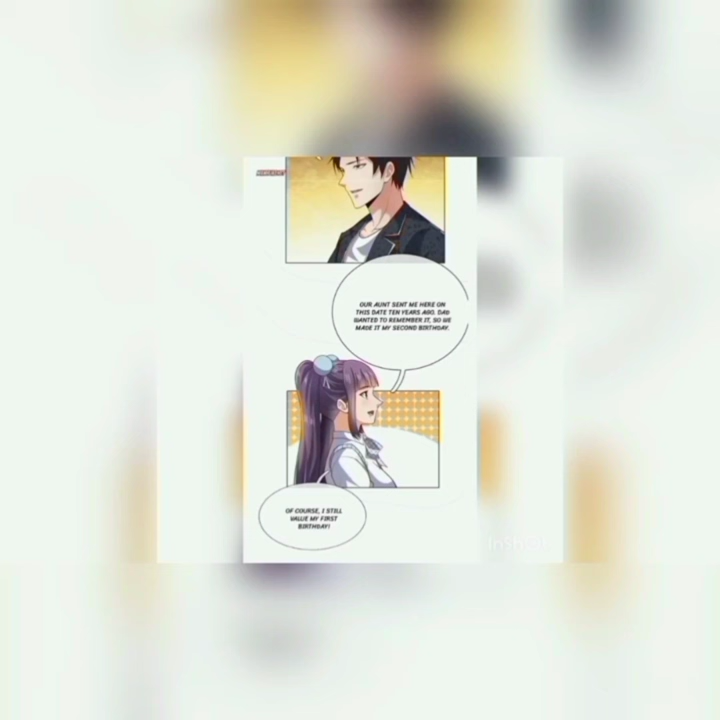 OUR AUNT SENT ME HERE ON
THIS DATE TEN YEARS AGO. DAD
WANTED TO REMEMBER IT, SO WE
MADE IT MY SECOND BIRTHDAY.
OF COURSE, I STILL
VALUE MY FIRST
BIRTHDAY!
InShOt